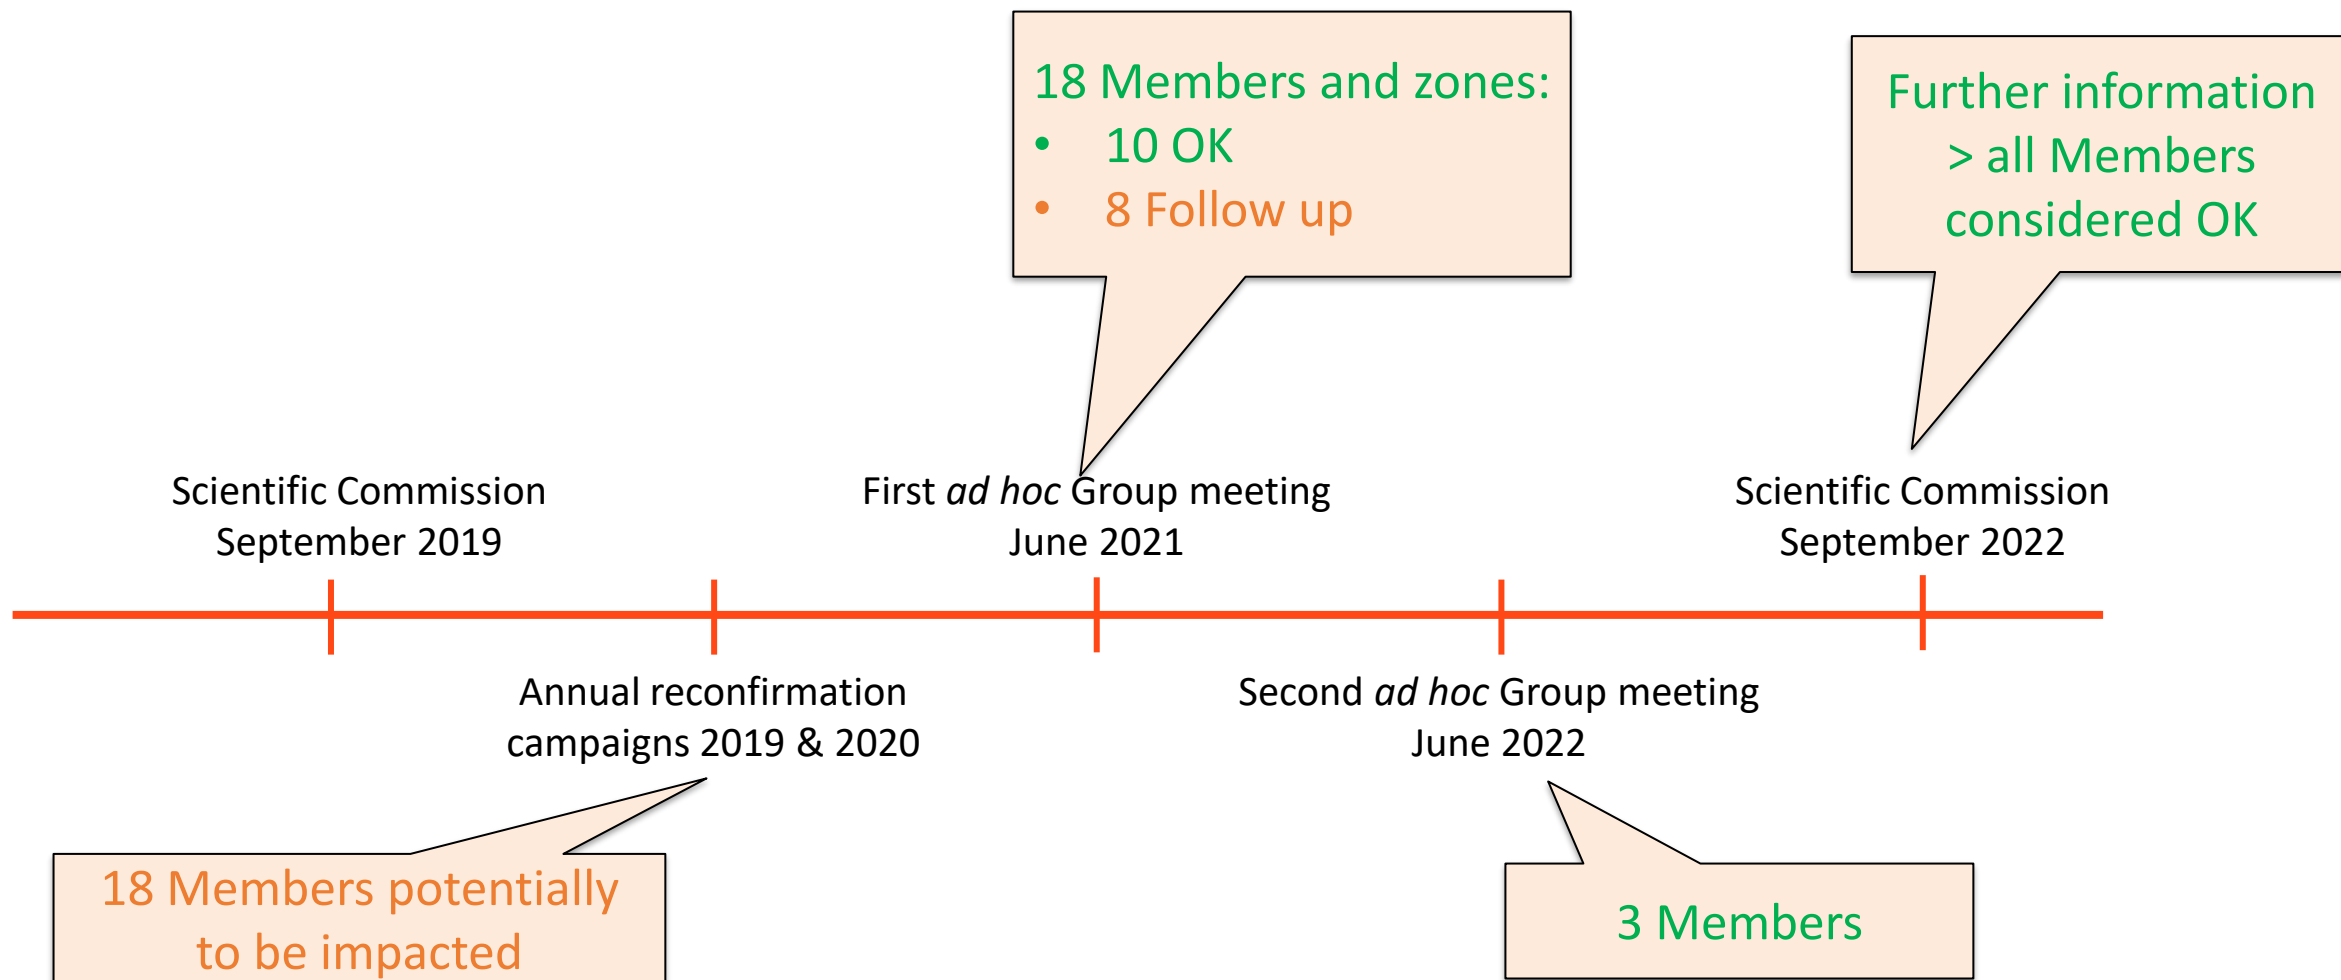 18 Members and zones:
• 10 OK
• 8 Follow up
Further information
> all Members
considered OK
Scientific Commission
September 2019
First ad hoc Group meeting
June 2021
Scientific Commission
September 2022
Annual reconfirmation
campaigns 2019 & 2020
Second ad hoc Group meeting
June 2022
18 Members potentially
to be impacted
3 Members